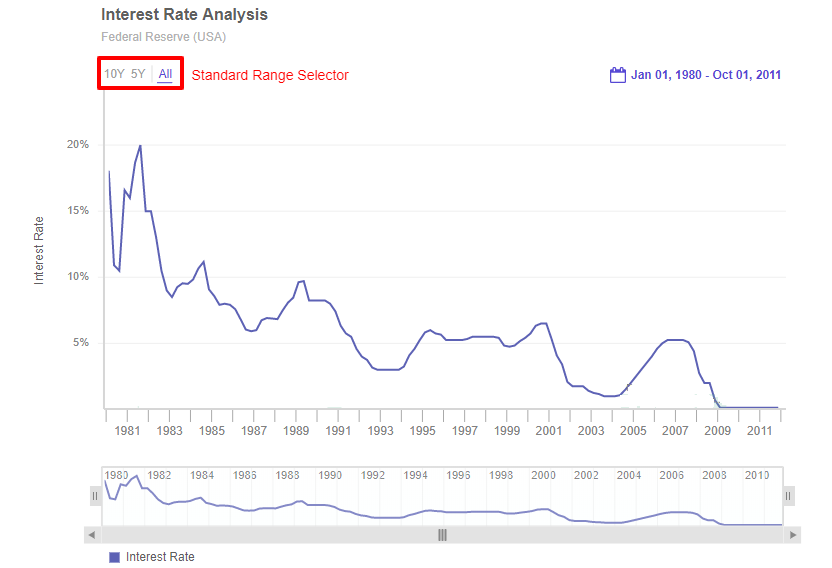 Interest Rate Analysis
Federal Reserve (USA)
10Y 5Y All
Standard Range Selector
Jan 01, 1980 - Oct 01, 2011
20%
15%
10%
5%
Interest Rate
1981 1983 1985 1987 1989 1991 1993 1995 1997 1999 2001 2003 2005 2007 2009 2011
1980 1982 1984 1986 1988 1990 1992 1994 1996 1998 2000 2002 2004 2006 2008 2010
Interest Rate